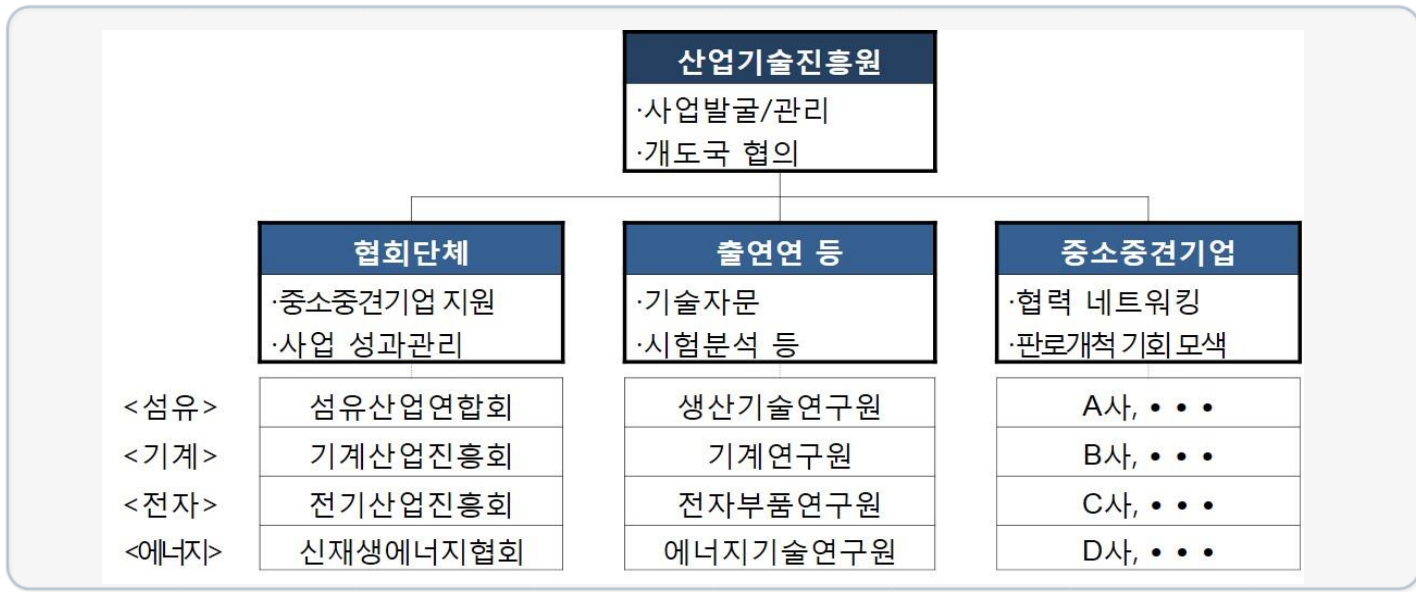 산업기술진흥원
·사업발굴/관리
·개도국 협의
협회단체
·중소중견기업 지원
·사업 성과관리
출연연 등
·기술자문
·시험분석 등
중소중견기업
·협력 네트워킹
·판로개척 기회 모색
<섬유> 섬유산업연합회 생산기술연구원 A사, • • •
<기계> 기계산업진흥회 기계연구원 B사, • • •
<전자> 전기산업진흥회 전자부품연구원 C사, • • •
<에너지> 신재생에너지협회 에너지기술연구원 D사, • • •